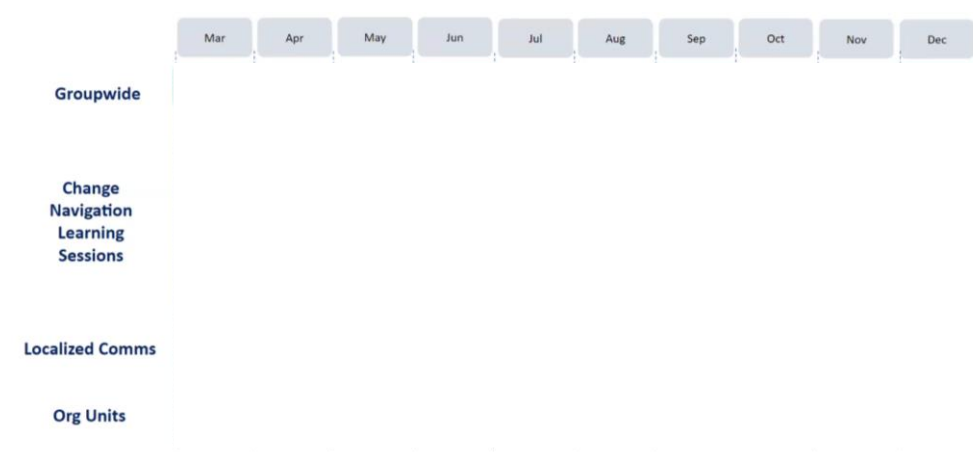 Mar Apr May Jun Jul Aug Sep Oct Nov Dec
Groupwide
Change
Navigation
Learning
Sessions
Localized Comms
Org Units